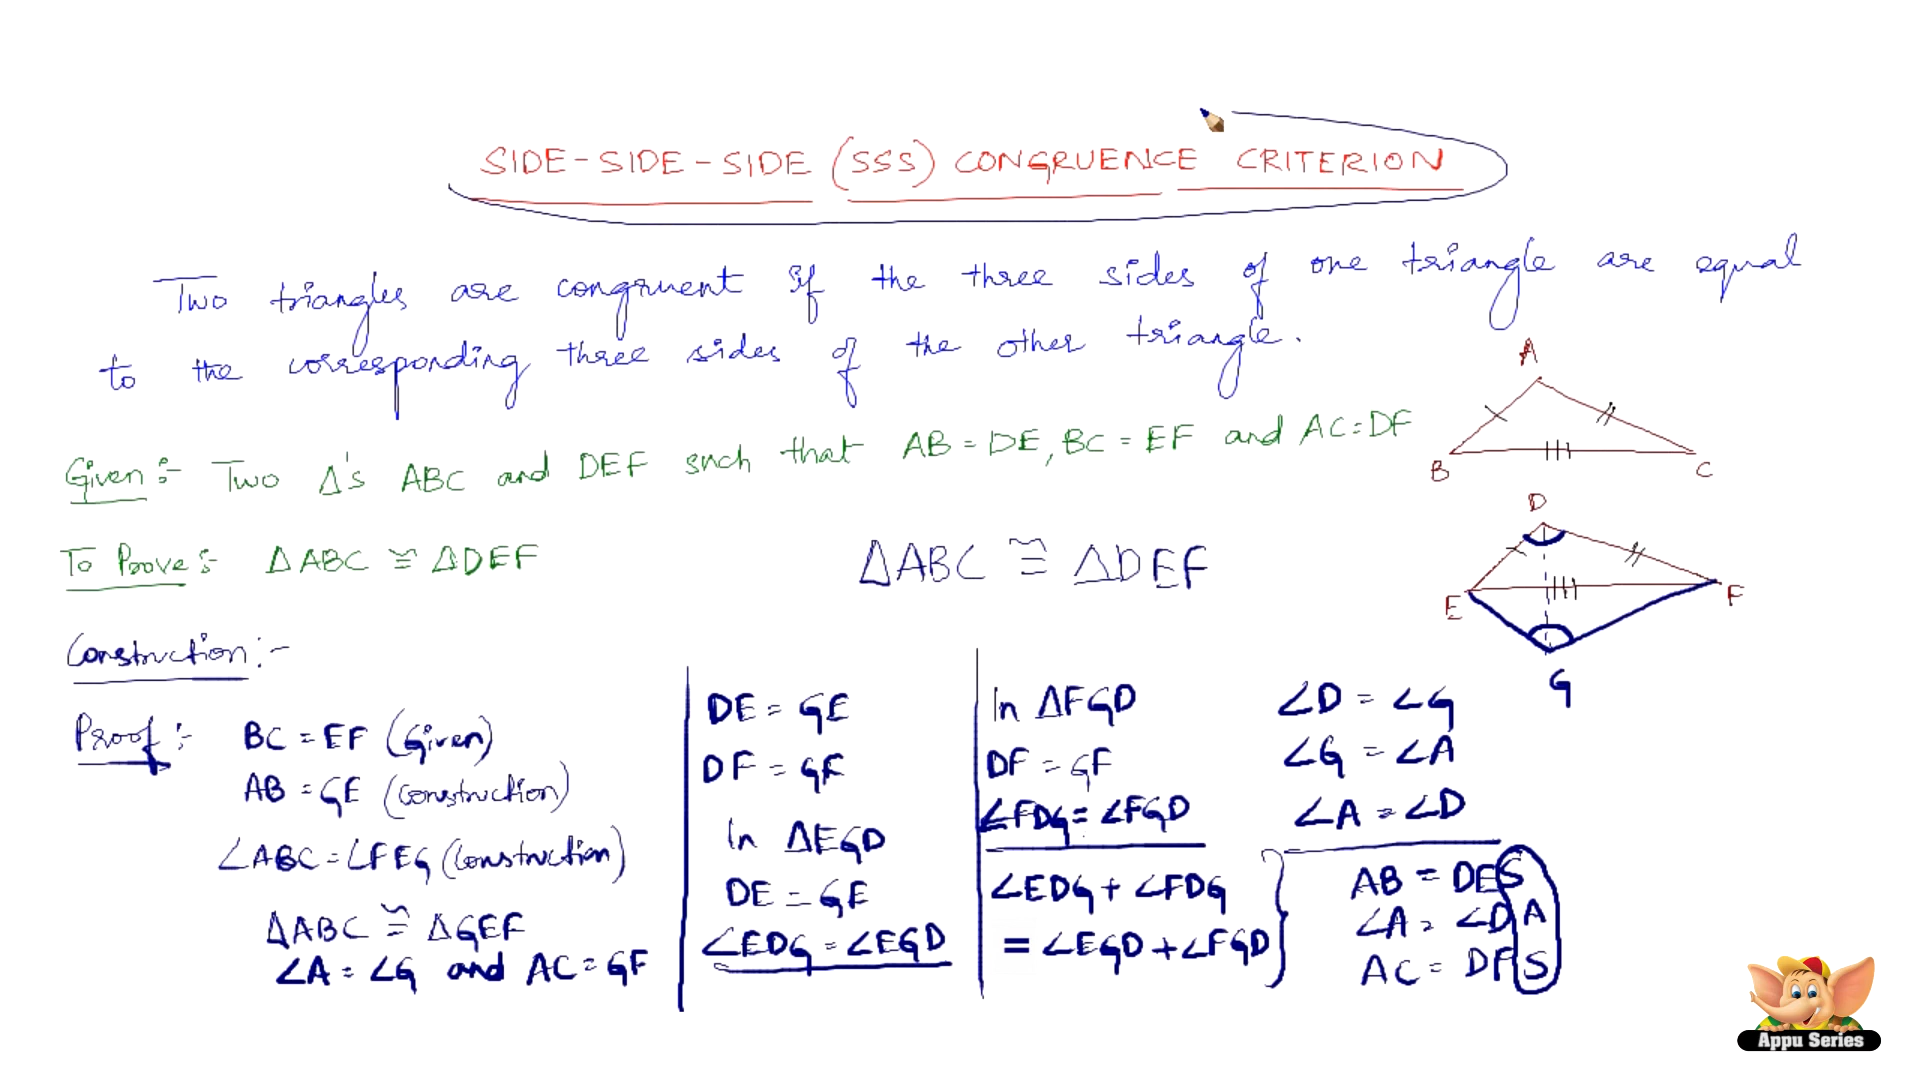 SIDE-SIDE-SIDE (SSS) CONGRUENCE CRITERION
Two triangles are congruent if the three sides of one triangle are equal
to the corresponding three sides of the other triangle.
Given :- Two Δ's ABC and DEF such that AB = DE, BC = EF and AC = DF
To Prove :- ΔABC ≅ ΔDEF
ΔABC ≅ ΔDEF
A
B
C
D
E
F
G
Construction :-
Proof :- BC = EF (Given)
AB = GE (Construction)
∠ABC = ∠FEG (Construction)
ΔABC ≅ ΔGEF
∠A = ∠G and AC = GF
DE = GE
DF = GF
In ΔEGD
DE = GE
∠EDG = ∠EGD
In ΔFGD
DF = GF
∠FDG = ∠FGD
∠EDG + ∠FDG
= ∠EGD + ∠FGD
∠D = ∠G
∠G = ∠A
∠A = ∠D
AB = DE S
∠A = ∠D A
AC = DF S
Appu Series